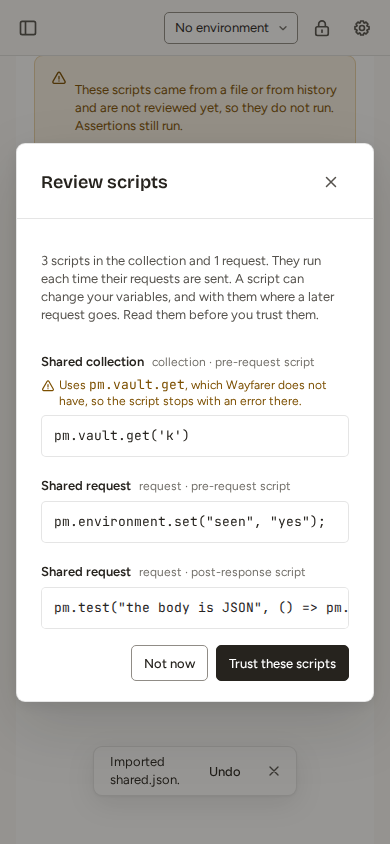 No environment
These scripts came from a file or from history
and are not reviewed yet, so they do not run.
Assertions still run.
Review scripts
3 scripts in the collection and 1 request. They run
each time their requests are sent. A script can
change your variables, and with them where a later
request goes. Read them before you trust them.
Shared collection collection · pre-request script
Uses pm.vault.get, which Wayfarer does not
have, so the script stops with an error there.
pm.vault.get('k')
Shared request request · pre-request script
pm.environment.set("seen", "yes");
Shared request request · post-response script
pm.test("the body is JSON", () => pm.
Not now
Trust these scripts
Imported
shared.json.
Undo